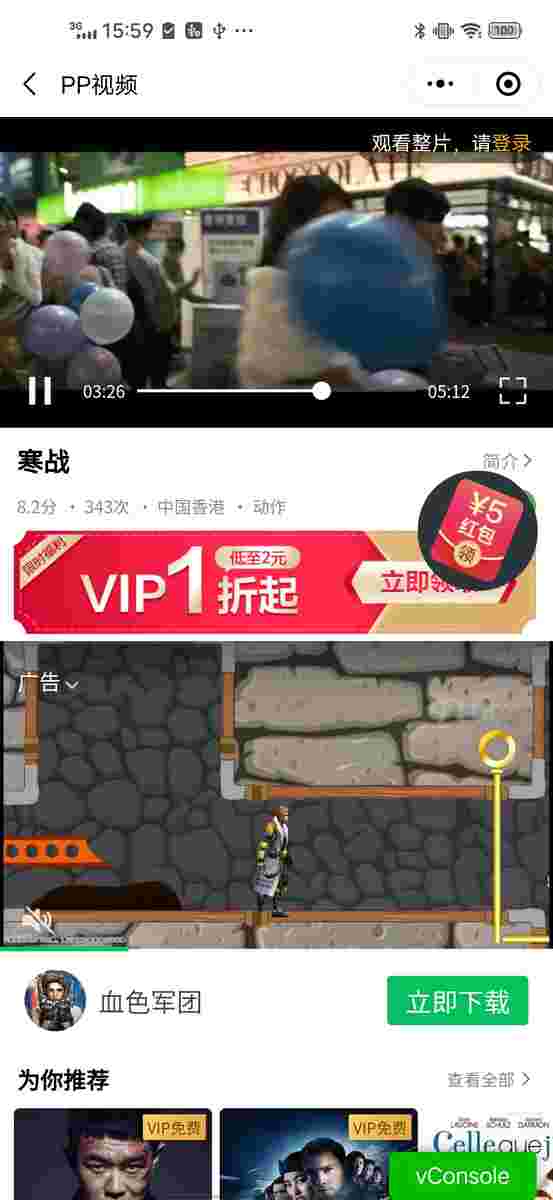 3G 15:59 100
PP视频
观看整片，请登录
03:26 05:12
寒战
简介
8.2分 · 343次 · 中国香港 · 动作
¥5
红包
领
限时福利
VIP1折起
低至2元
立即领
广告
血色军团
立即下载
为你推荐
查看全部
VIP免费
VIP免费
vConsole